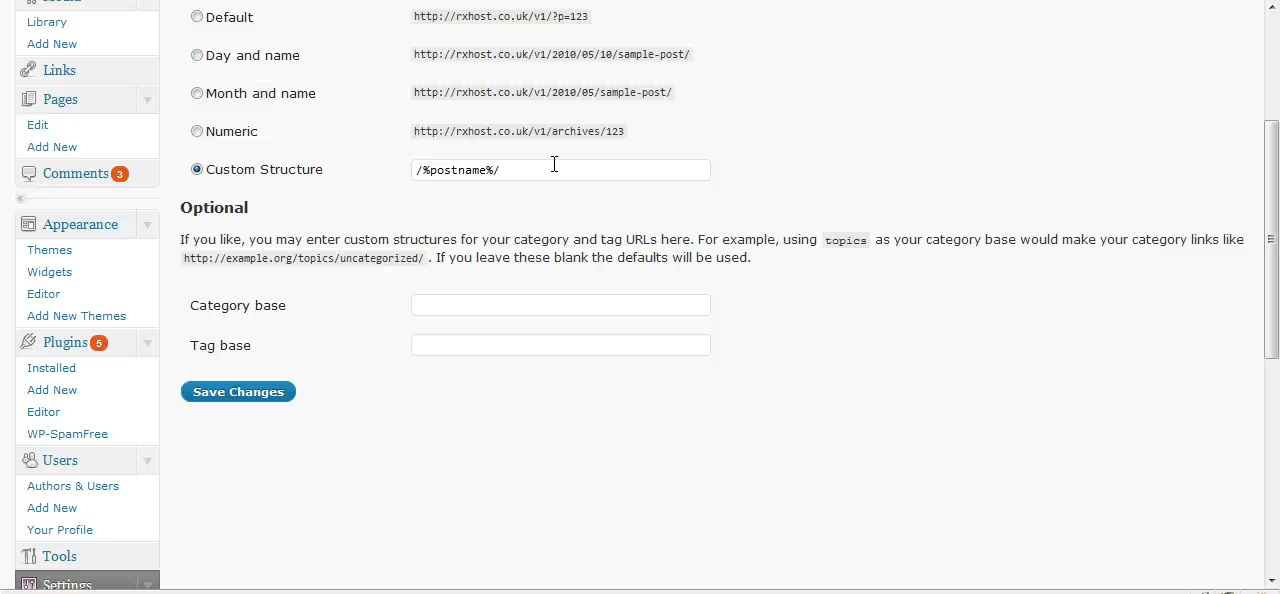 Library
Add New
Links
Pages
Edit
Add New
Comments 3
Appearance
Themes
Widgets
Editor
Add New Themes
Plugins 5
Installed
Add New
Editor
WP-SpamFree
Users
Authors & Users
Add New
Your Profile
Tools
Settings
Default http://rxhost.co.uk/v1/?p=123
Day and name http://rxhost.co.uk/v1/2010/05/10/sample-post/
Month and name http://rxhost.co.uk/v1/2010/05/sample-post/
Numeric http://rxhost.co.uk/v1/archives/123
Custom Structure /%postname%/
Optional
If you like, you may enter custom structures for your category and tag URLs here. For example, using topics as your category base would make your category links like
http://example.org/topics/uncategorized/ . If you leave these blank the defaults will be used.
Category base
Tag base
Save Changes